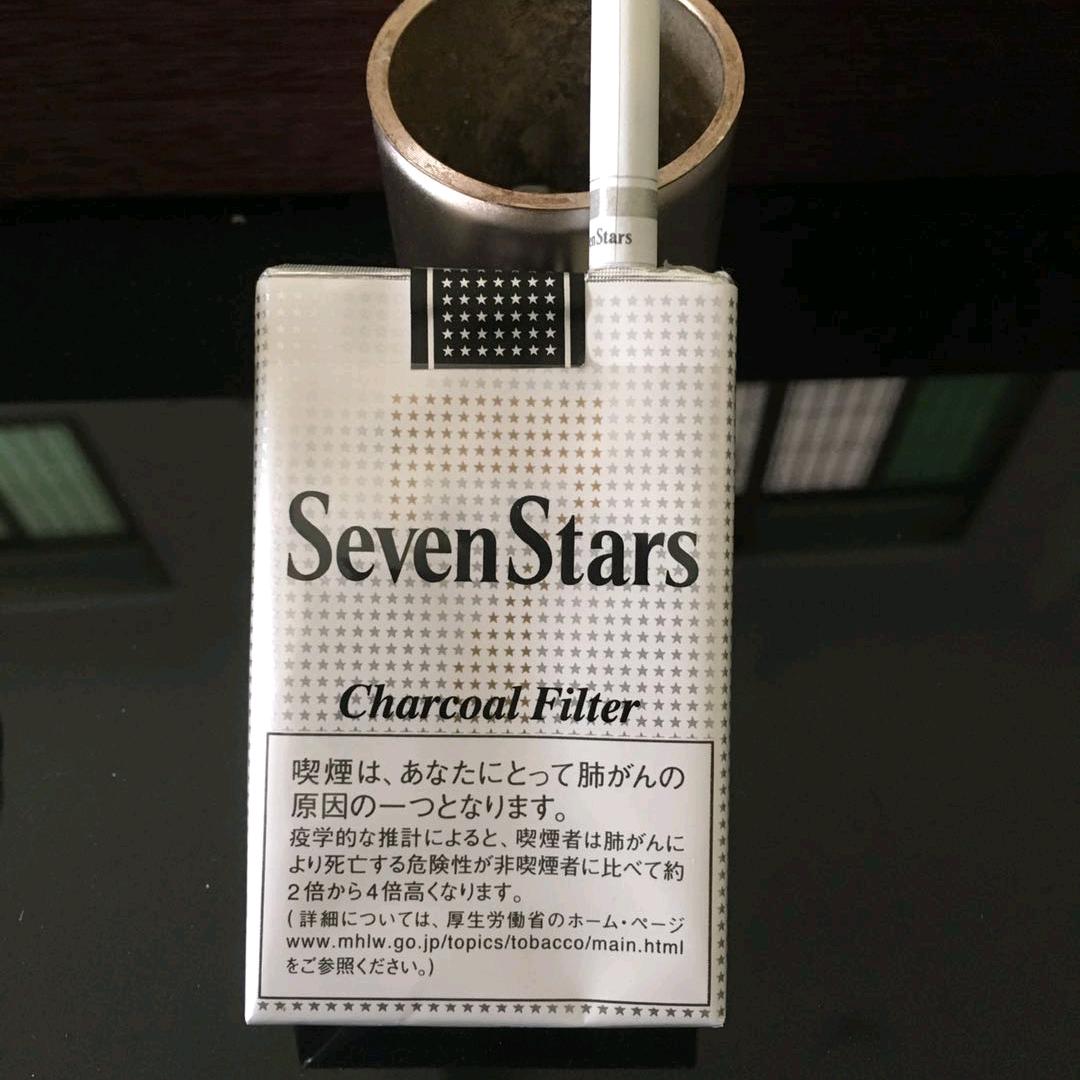 enStars
SevenStars
Charcoal Filter
喫煙は、あなたにとって肺がんの
原因の一つとなります。
疫学的な推計によると、喫煙者は肺がんに
より死亡する危険性が非喫煙者に比べて約
2倍から4倍高くなります。
(詳細については、厚生労働省のホーム・ページ
www.mhlw.go.jp/topics/tobacco/main.html
をご参照ください。)